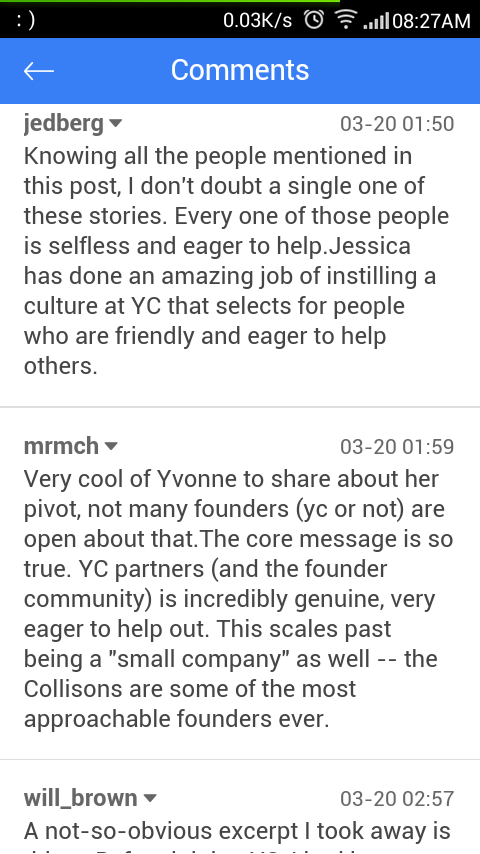 : )
0.03K/s
08:27AM
Comments
jedberg
03-20 01:50
Knowing all the people mentioned in
this post, I don't doubt a single one of
these stories. Every one of those people
is selfless and eager to help.Jessica
has done an amazing job of instilling a
culture at YC that selects for people
who are friendly and eager to help
others.
mrmch
03-20 01:59
Very cool of Yvonne to share about her
pivot, not many founders (yc or not) are
open about that.The core message is so
true. YC partners (and the founder
community) is incredibly genuine, very
eager to help out. This scales past
being a "small company" as well -- the
Collisons are some of the most
approachable founders ever.
will_brown
03-20 02:57
A not-so-obvious excerpt I took away is